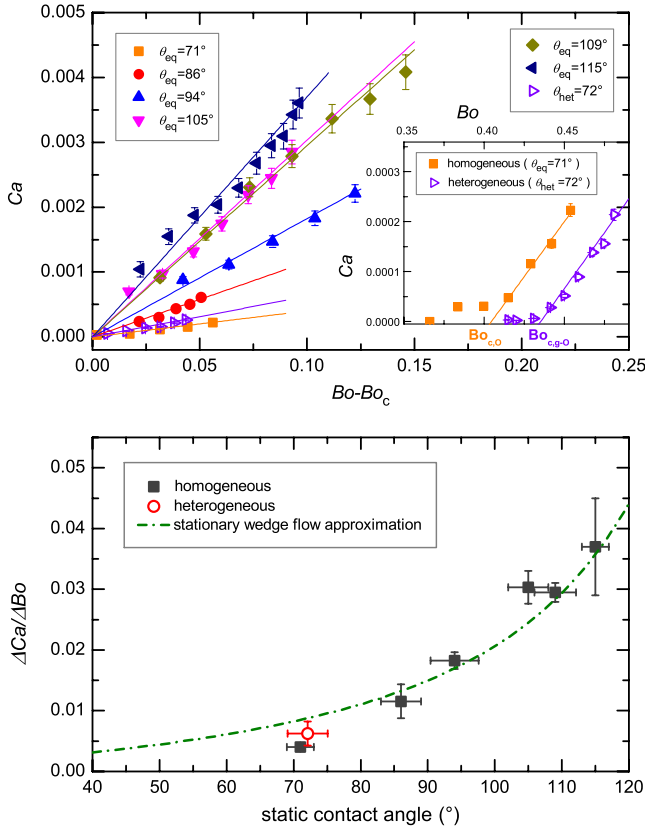 Ca
0.005
0.004
0.003
0.002
0.001
0.000
θeq=71°
θeq=86°
θeq=94°
θeq=105°
θeq=109°
θeq=115°
θhet=72°
Bo
0.35 0.40 0.45
homogeneous ( θeq=71°)
heterogeneous ( θhet=72° )
Ca
0.0002
0.0001
0.0000
Boc,O Boc,g-O
0.00 0.05 0.10 0.15 0.20 0.25
Bo-Boc
ΔCa/ΔBo
0.05
0.04
0.03
0.02
0.01
0.00
homogeneous
heterogeneous
stationary wedge flow approximation
40 50 60 70 80 90 100 110 120
static contact angle (°)